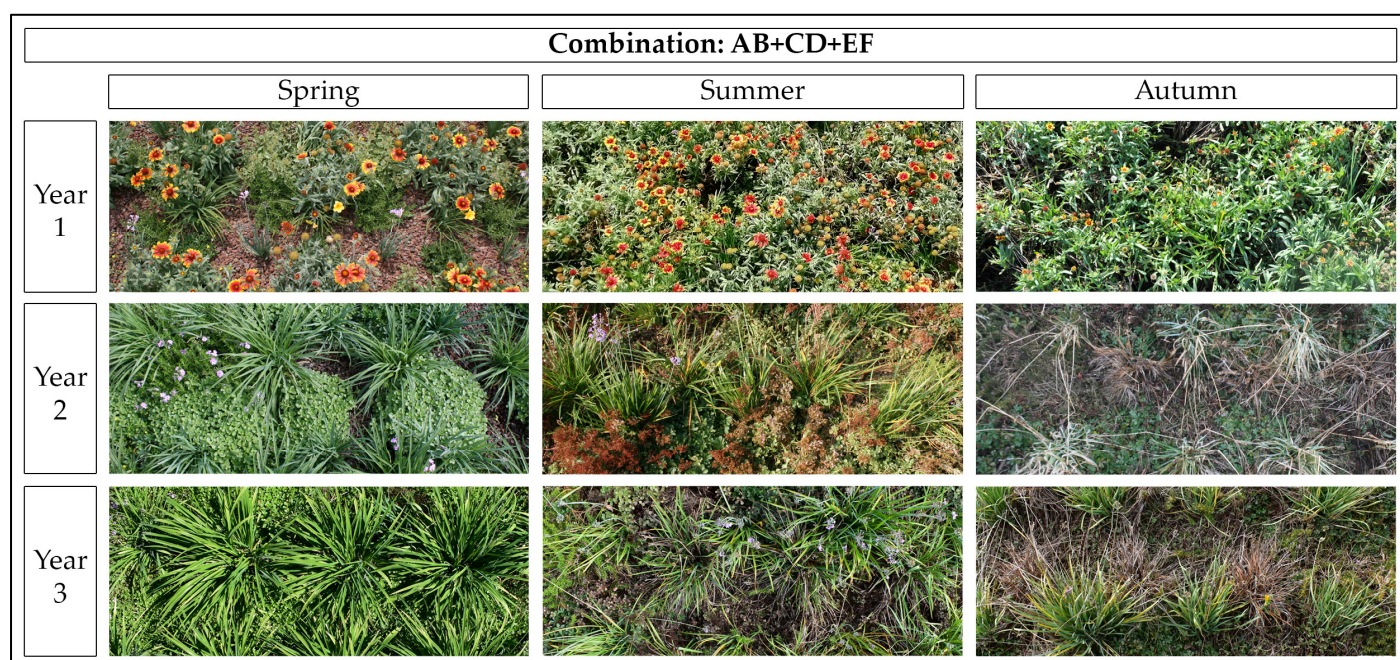 Combination: AB+CD+EF
Spring
Summer
Autumn
Year
1
Year
2
Year
3